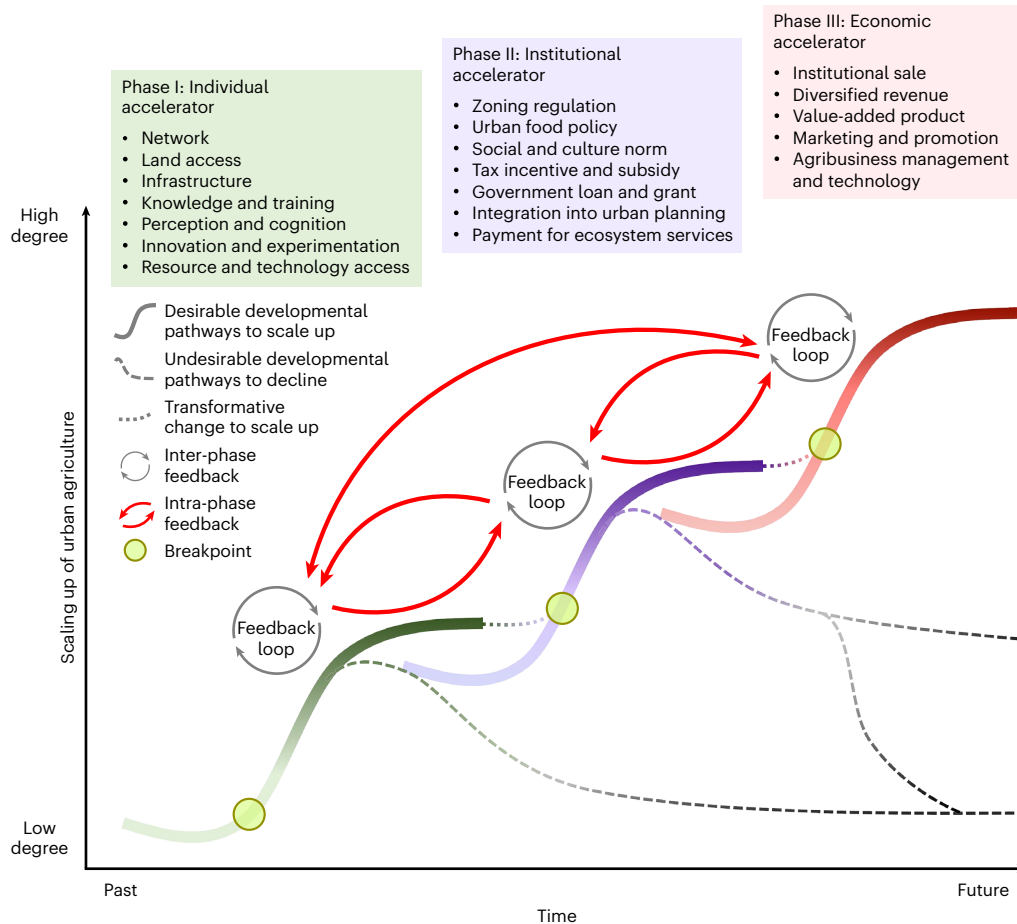 Phase I: Individual
accelerator
• Network
• Land access
• Infrastructure
• Knowledge and training
• Perception and cognition
• Innovation and experimentation
• Resource and technology access
Phase II: Institutional
accelerator
• Zoning regulation
• Urban food policy
• Social and culture norm
• Tax incentive and subsidy
• Government loan and grant
• Integration into urban planning
• Payment for ecosystem services
Phase III: Economic
accelerator
• Institutional sale
• Diversified revenue
• Value-added product
• Marketing and promotion
• Agribusiness management
and technology
High
degree
Scaling up of urban agriculture
Low
degree
Desirable developmental
pathways to scale up
Undesirable developmental
pathways to decline
Transformative
change to scale up
Inter-phase
feedback
Intra-phase
feedback
Breakpoint
Feedback
loop
Feedback
loop
Feedback
loop
Past
Future
Time